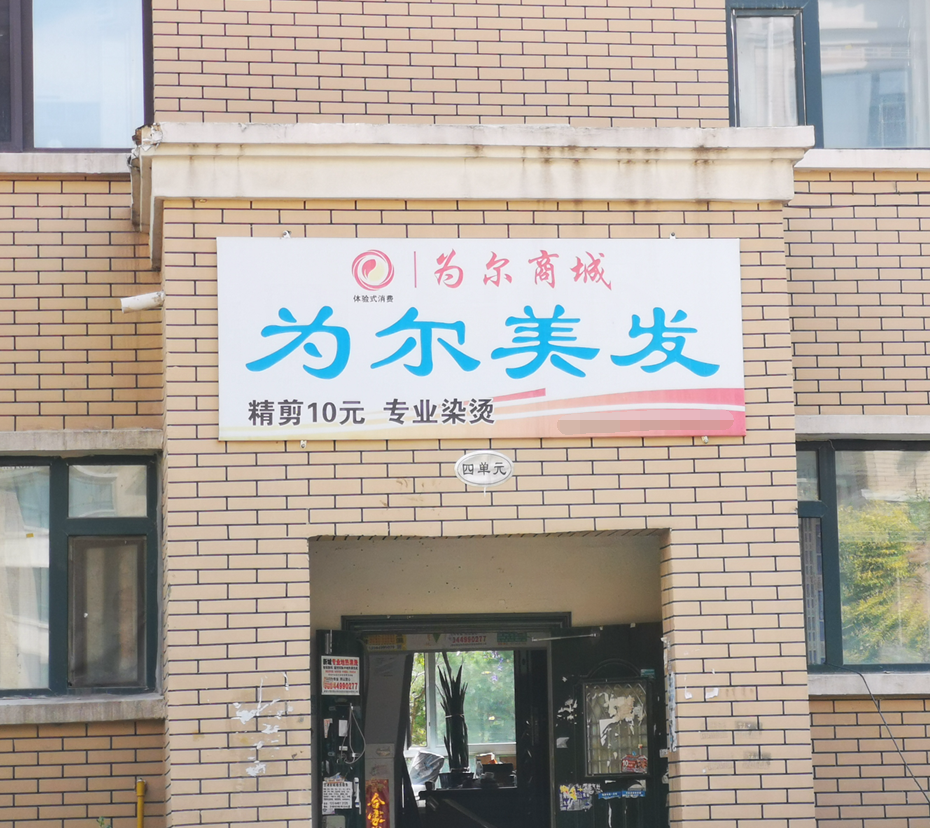 为尔商城
体验式消费
为尔美发
精剪10元 专业染烫
四单元
44990277